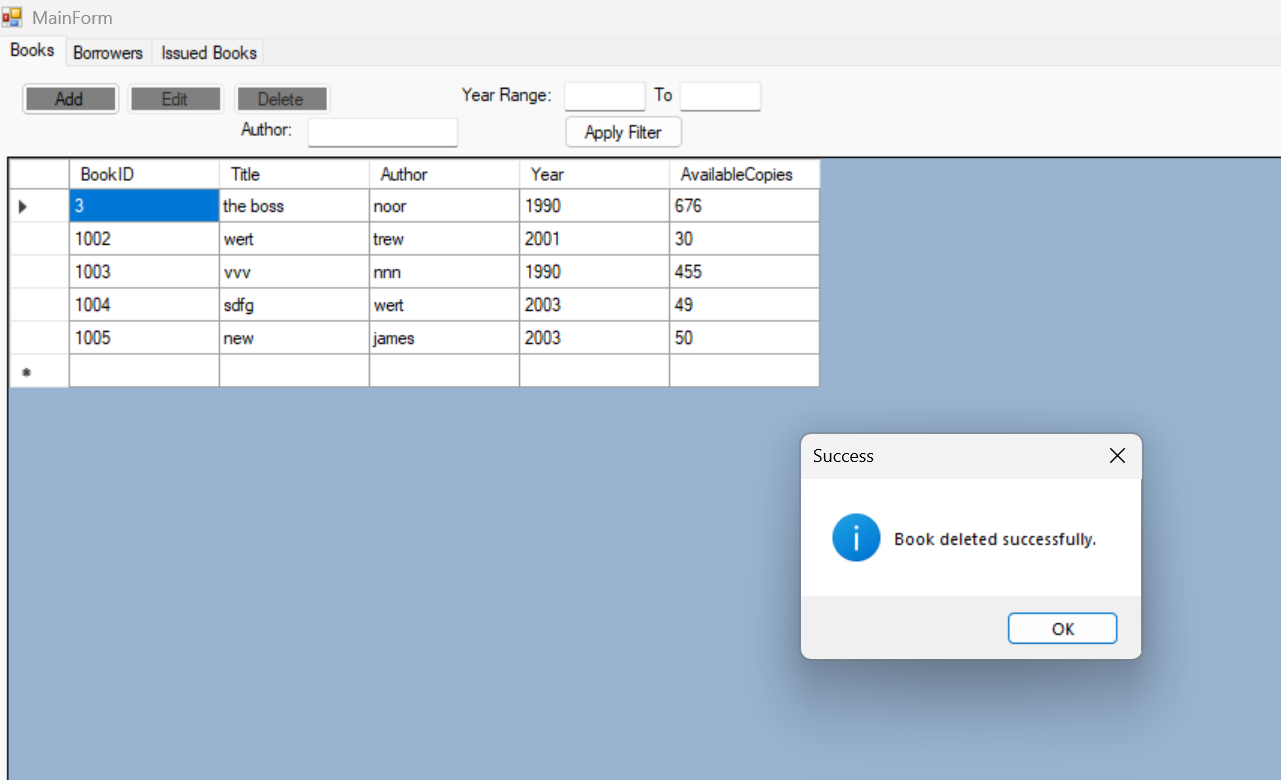 MainForm
Books Borrowers Issued Books
Add Edit Delete Year Range: To
Author: Apply Filter
BookID Title Author Year AvailableCopies
3 the boss noor 1990 676
1002 wert trew 2001 30
1003 vvv nnn 1990 455
1004 sdfg wert 2003 49
1005 new james 2003 50
Success
Book deleted successfully.
OK